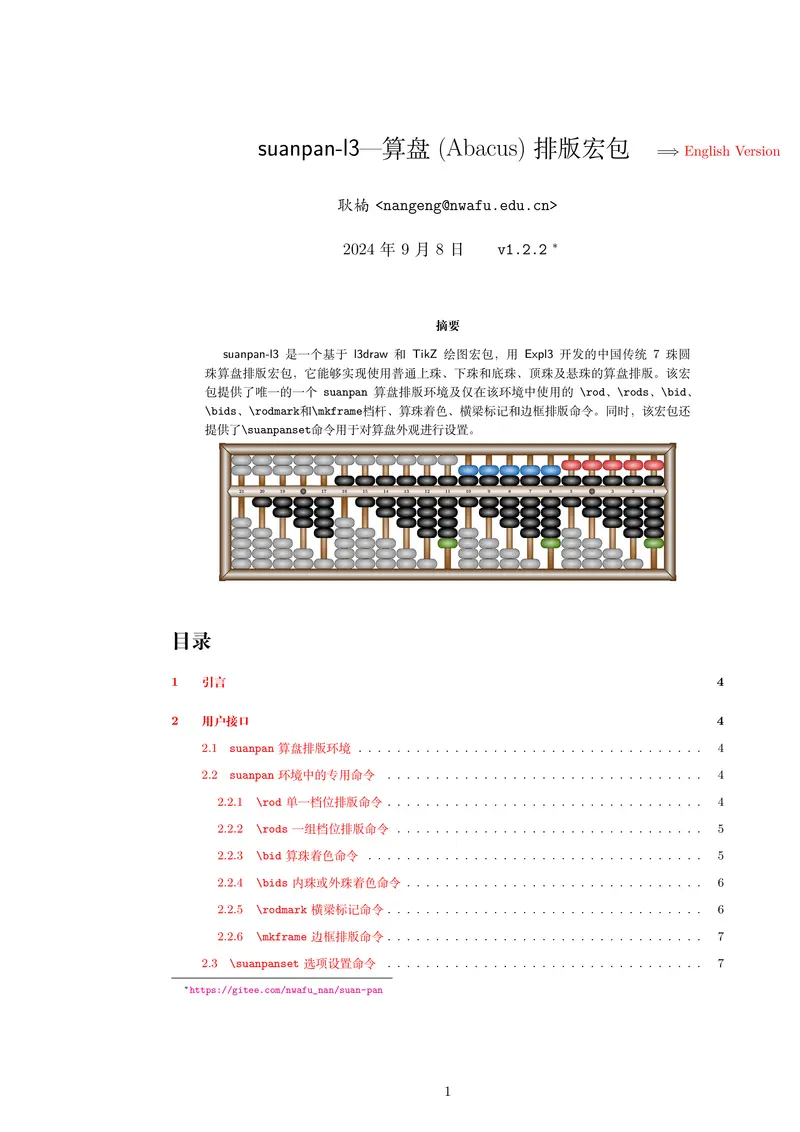 suanpan-l3—算盘 (Abacus) 排版宏包 ⟹ English Version
耿楠 <nangeng@nwafu.edu.cn>
2024 年 9 月 8 日 v1.2.2 *
摘要
suanpan-l3 是一个基于 l3draw 和 TikZ 绘图宏包，用 Expl3 开发的中国传统 7 珠圆
珠算盘排版宏包，它能够实现使用普通上珠、下珠和底珠、顶珠及悬珠的算盘排版。该宏
包提供了唯一的一个 suanpan 算盘排版环境及仅在该环境中使用的 \rod、\rods、\bid、
\bids、\rodmark和\mkframe档杆、算珠着色、横梁标记和边框排版命令。同时，该宏包还
提供了\suanpanset命令用于对算盘外观进行设置。
21 20 19 17 16 15 14 13 12 11 10 9 8 7 6 5 3 2 1
目录
1 引言 4
2 用户接口 4
2.1 suanpan 算盘排版环境 . . . . . . . . . . . . . . . . . . . . . . . . . . . . . . . . . . . . 4
2.2 suanpan 环境中的专用命令 . . . . . . . . . . . . . . . . . . . . . . . . . . . . . . . . . 4
2.2.1 \rod 单一档位排版命令 . . . . . . . . . . . . . . . . . . . . . . . . . . . . . . . . . 4
2.2.2 \rods 一组档位排版命令 . . . . . . . . . . . . . . . . . . . . . . . . . . . . . . . . 5
2.2.3 \bid 算珠着色命令 . . . . . . . . . . . . . . . . . . . . . . . . . . . . . . . . . . . 5
2.2.4 \bids 内珠或外珠着色命令 . . . . . . . . . . . . . . . . . . . . . . . . . . . . . . . 6
2.2.5 \rodmark 横梁标记命令 . . . . . . . . . . . . . . . . . . . . . . . . . . . . . . . . . 6
2.2.6 \mkframe 边框排版命令 . . . . . . . . . . . . . . . . . . . . . . . . . . . . . . . . . 7
2.3 \suanpanset 选项设置命令 . . . . . . . . . . . . . . . . . . . . . . . . . . . . . . . . . 7
*https://gitee.com/nwafu_nan/suan-pan
1